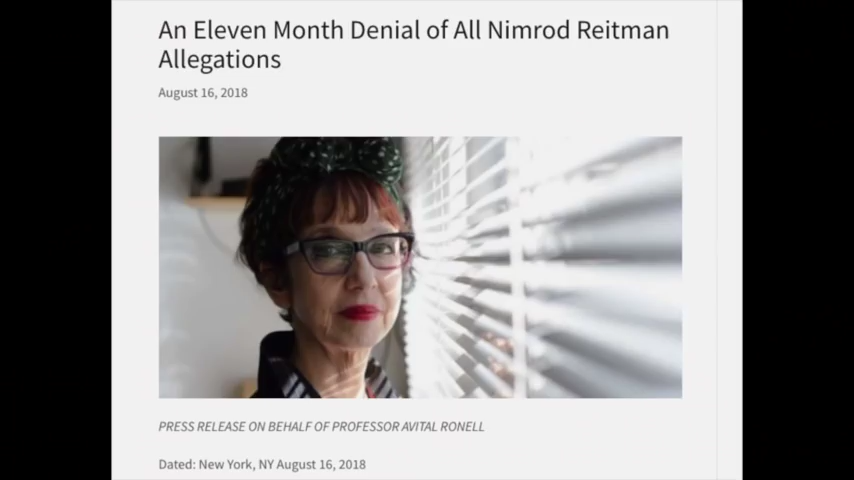 An Eleven Month Denial of All Nimrod Reitman
Allegations
August 16, 2018
PRESS RELEASE ON BEHALF OF PROFESSOR AVITAL RONELL
Dated: New York, NY August 16, 2018